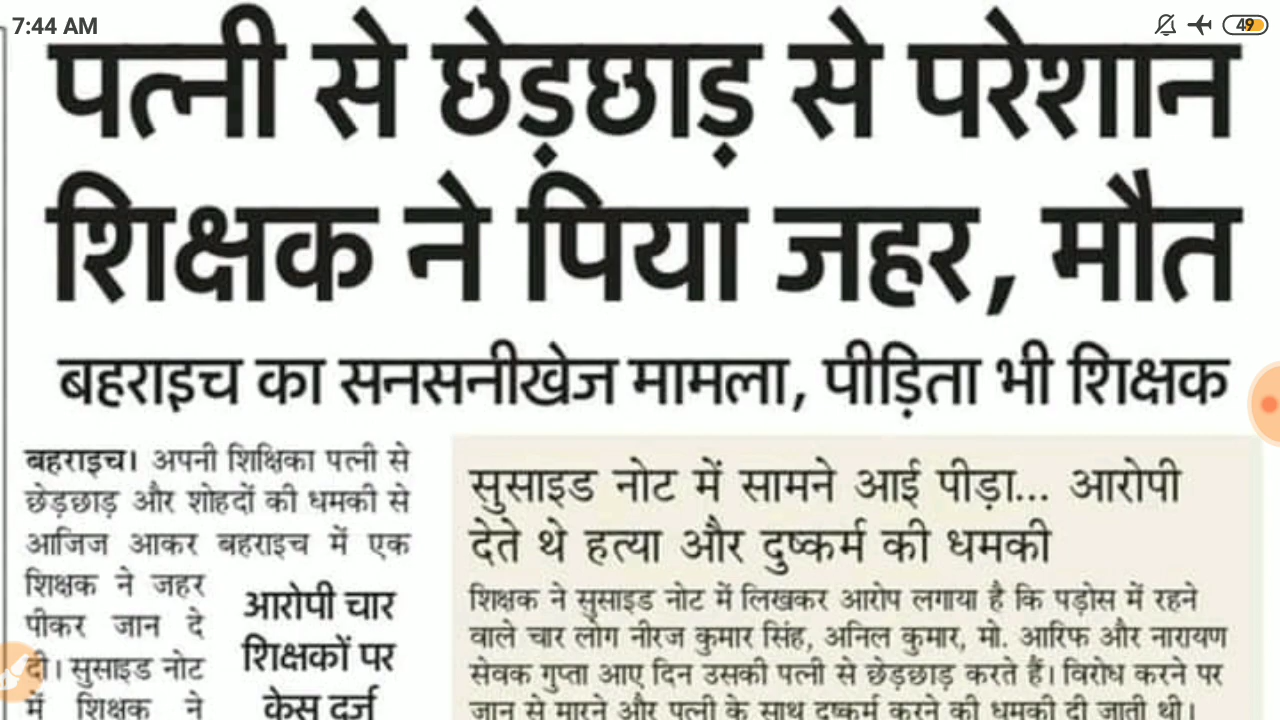 7:44 AM
49
पत्नी से छेड़छाड़ से परेशान
शिक्षक ने पिया जहर, मौत
बहराइच का सनसनीखेज मामला, पीड़िता भी शिक्षक
बहराइच। अपनी शिक्षिका पत्नी से
छेड़छाड़ और शोहदों की धमकी से
आजिज आकर बहराइच में एक
शिक्षक ने जहर
पीकर जान दे
दी। सुसाइड नोट
में शिक्षक ने
आरोपी चार
शिक्षकों पर
केस दर्ज
सुसाइड नोट में सामने आई पीड़ा... आरोपी
देते थे हत्या और दुष्कर्म की धमकी
शिक्षक ने सुसाइड नोट में लिखकर आरोप लगाया है कि पड़ोस में रहने
वाले चार लोग नीरज कुमार सिंह, अनिल कुमार, मो. आरिफ और नारायण
सेवक गुप्ता आए दिन उसकी पत्नी से छेड़छाड़ करते हैं। विरोध करने पर
जान से मारने और पत्नी के साथ दुष्कर्म करने की धमकी दी जाती थी।